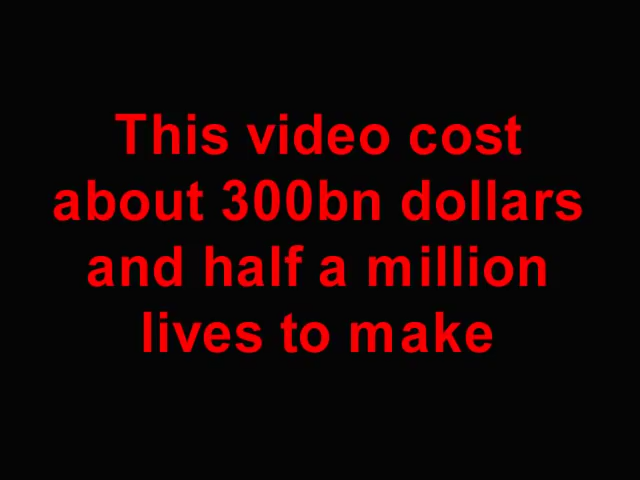 This video cost
about 300bn dollars
and half a million
lives to make